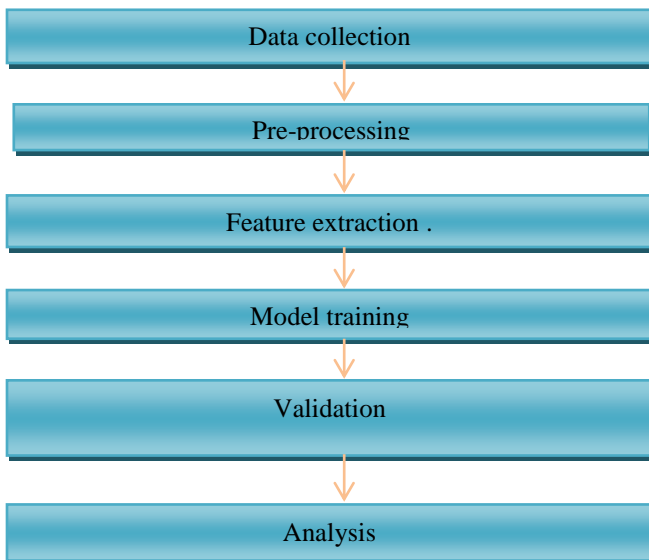 Data collection
Pre-processing
Feature extraction .
Model training
Validation
Analysis